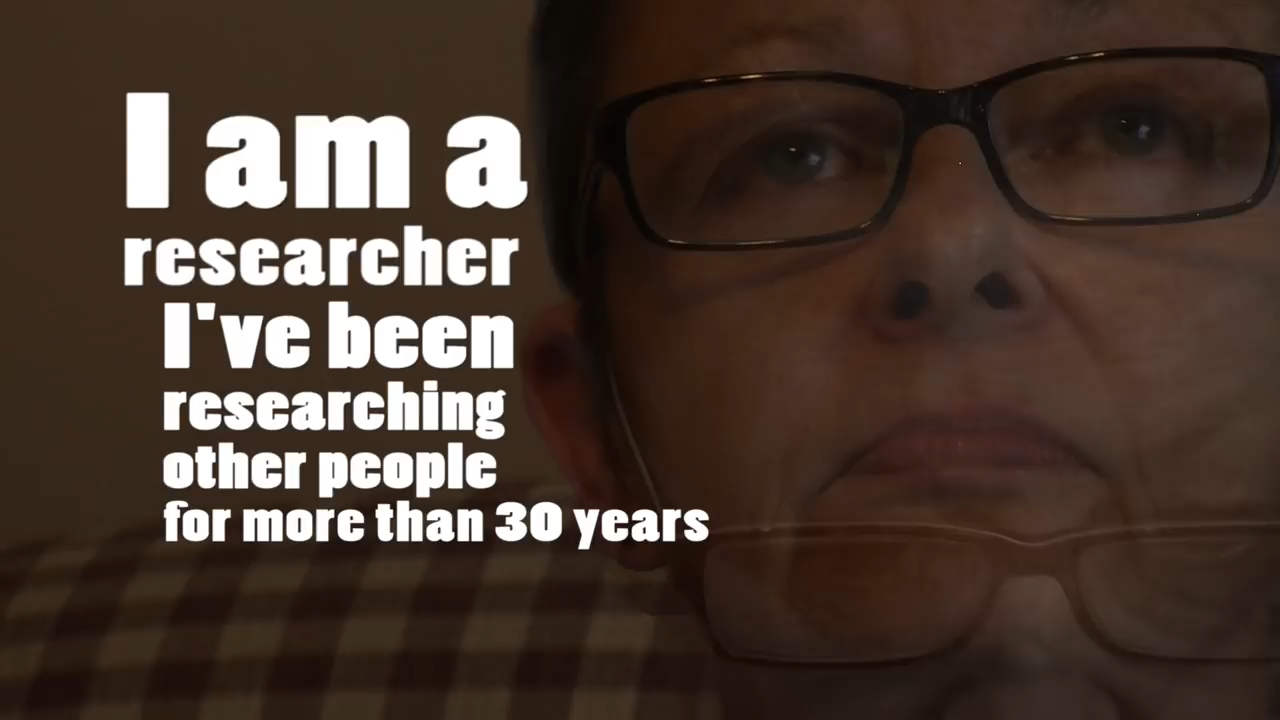 I am a
researcher
I've been
researching
other people
for more than 30 years